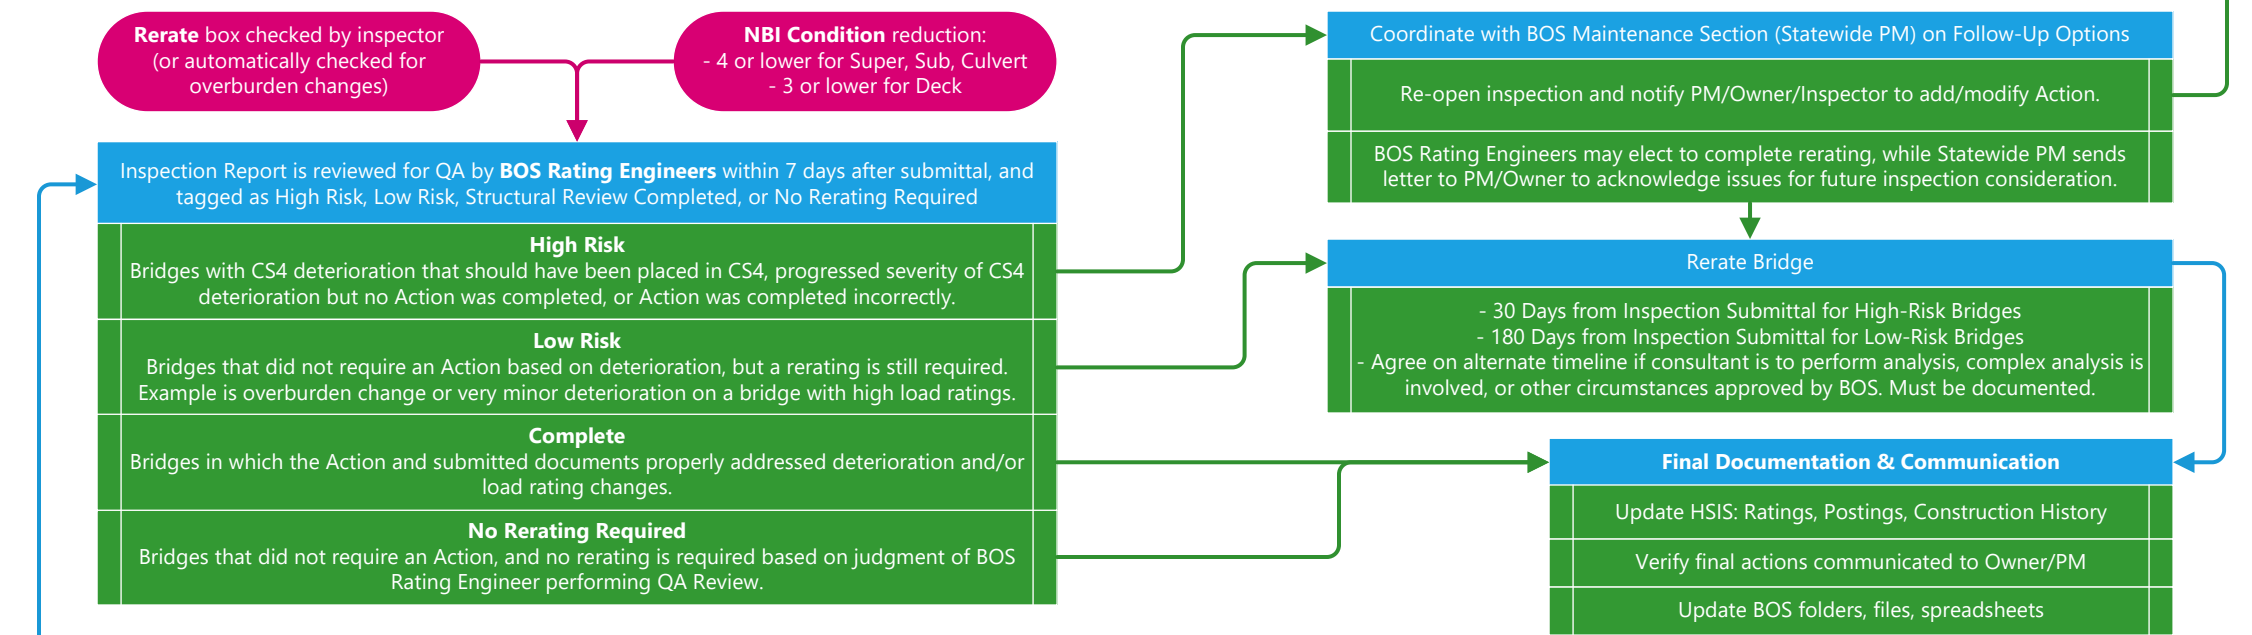 Rerate box checked by inspector
(or automatically checked for
overburden changes)
NBI Condition reduction:
- 4 or lower for Super, Sub, Culvert
- 3 or lower for Deck
Inspection Report is reviewed for QA by BOS Rating Engineers within 7 days after submittal, and
tagged as High Risk, Low Risk, Structural Review Completed, or No Rerating Required
High Risk
Bridges with CS4 deterioration that should have been placed in CS4, progressed severity of CS4
deterioration but no Action was completed, or Action was completed incorrectly.
Low Risk
Bridges that did not require an Action based on deterioration, but a rerating is still required.
Example is overburden change or very minor deterioration on a bridge with high load ratings.
Complete
Bridges in which the Action and submitted documents properly addressed deterioration and/or
load rating changes.
No Rerating Required
Bridges that did not require an Action, and no rerating is required based on judgment of BOS
Rating Engineer performing QA Review.
Coordinate with BOS Maintenance Section (Statewide PM) on Follow-Up Options
Re-open inspection and notify PM/Owner/Inspector to add/modify Action.
BOS Rating Engineers may elect to complete rerating, while Statewide PM sends
letter to PM/Owner to acknowledge issues for future inspection consideration.
Rerate Bridge
- 30 Days from Inspection Submittal for High-Risk Bridges
- 180 Days from Inspection Submittal for Low-Risk Bridges
- Agree on alternate timeline if consultant is to perform analysis, complex analysis is
involved, or other circumstances approved by BOS. Must be documented.
Final Documentation & Communication
Update HSIS: Ratings, Postings, Construction History
Verify final actions communicated to Owner/PM
Update BOS folders, files, spreadsheets